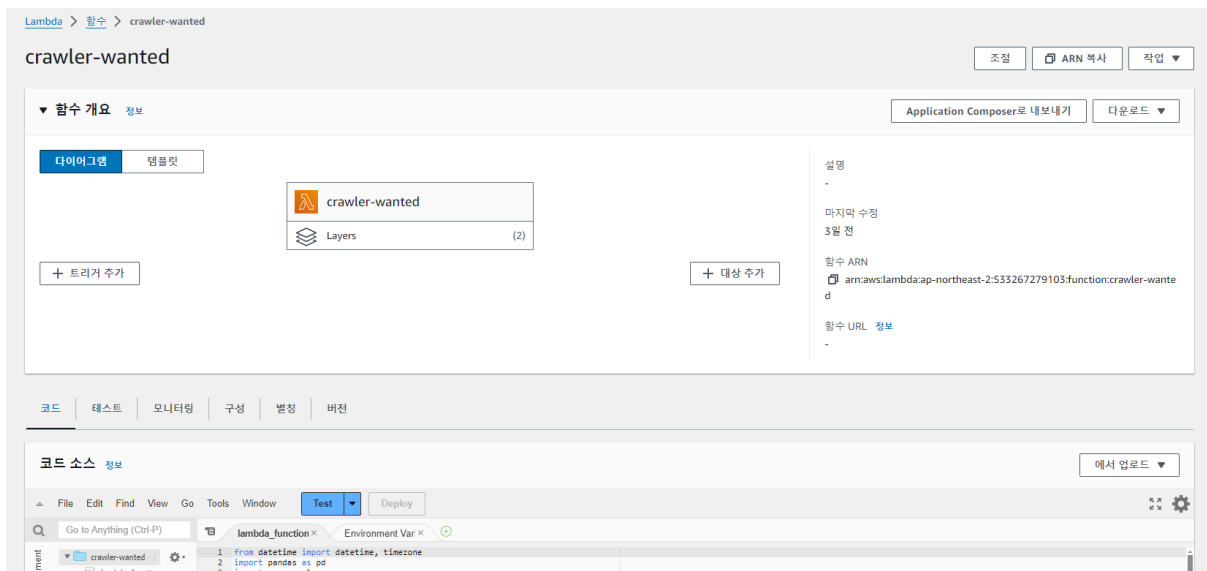 Lambda > 함수 > crawler-wanted
crawler-wanted
조절 ARN 복사 작업 ▼
▼ 함수 개요 정보
Application Composer로 내보내기 다운로드 ▼
다이어그램 템플릿
crawler-wanted
Layers (2)
+ 트리거 추가
+ 대상 추가
설명
-
마지막 수정
3일 전
함수 ARN
arn:aws:lambda:ap-northeast-2:533267279103:function:crawler-wante
d
함수 URL 정보
-
코드 테스트 모니터링 구성 별칭 버전
코드 소스 정보
에서 업로드 ▼
File Edit Find View Go Tools Window Test Deploy
Go to Anything (Ctrl-P) lambda_function × Environment Vari ×
ment crawler-wanted - /
1 from datetime import datetime, timezone
2 import pandas as pd